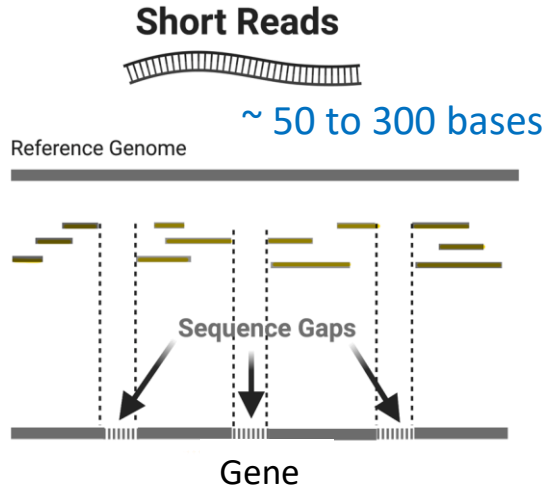 Short Reads
~ 50 to 300 bases
Reference Genome
Sequence Gaps
Gene